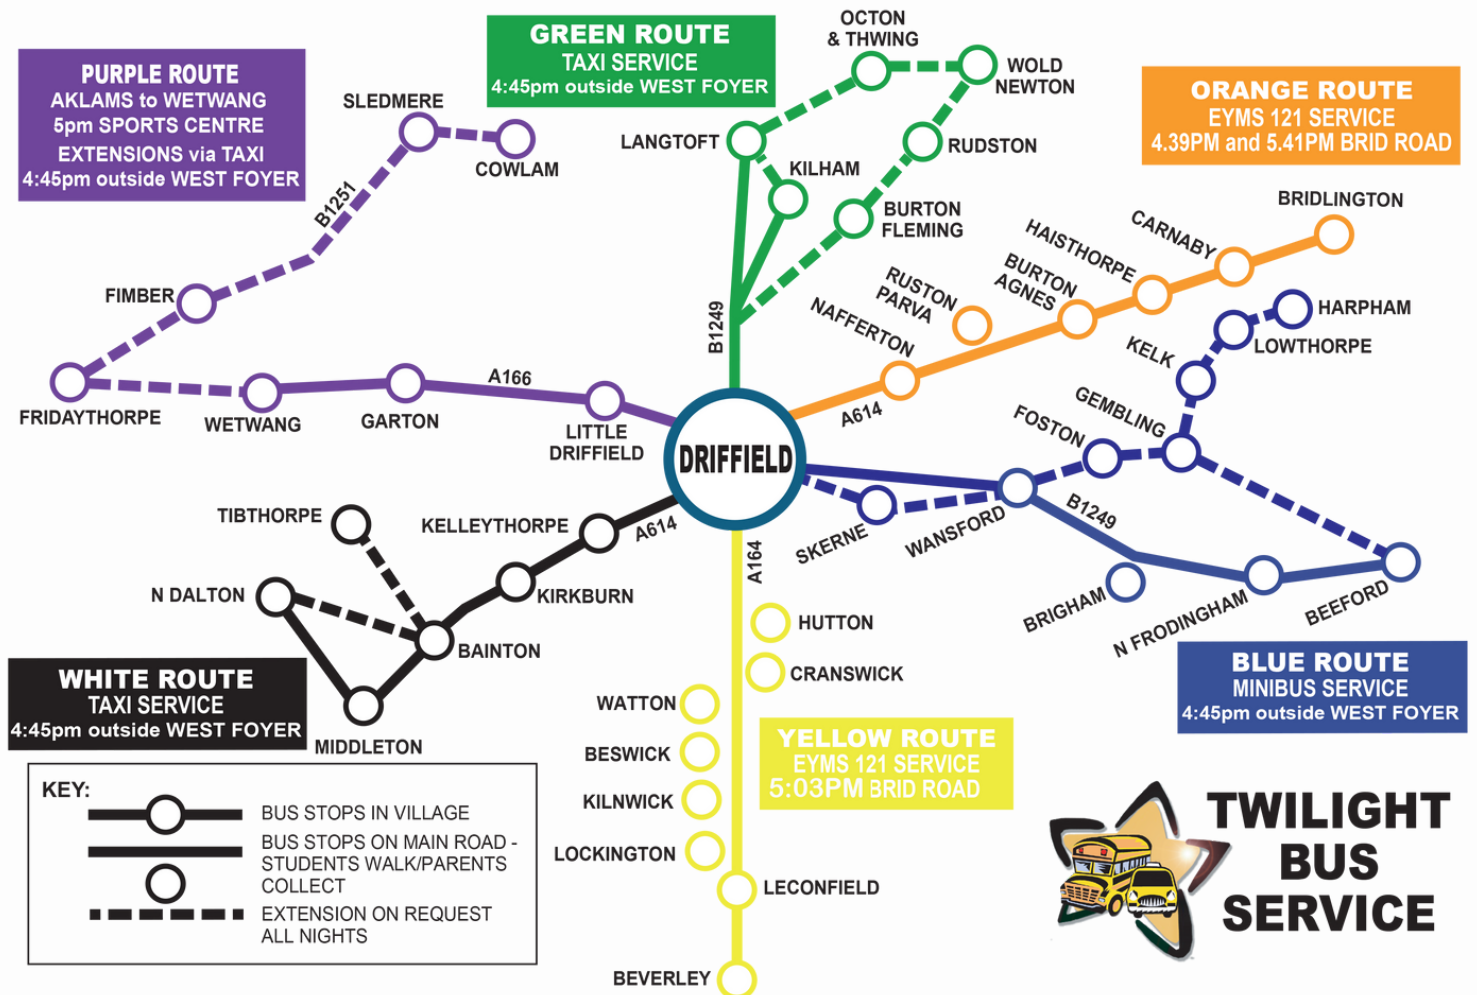 PURPLE ROUTE
AKLAMS to WETWANG
5pm SPORTS CENTRE
EXTENSIONS via TAXI
4:45pm outside WEST FOYER
GREEN ROUTE
TAXI SERVICE
4:45pm outside WEST FOYER
ORANGE ROUTE
EYMS 121 SERVICE
4.39PM and 5.41PM BRID ROAD
SLEDMERE
COWLAM
B1251
FIMBER
FRIDAYTHORPE
WETWANG
GARTON
A166
LITTLE
DRIFFIELD
OCTON
& THWING
WOLD
NEWTON
LANGTOFT
KILHAM
RUDSTON
BURTON
FLEMING
B1249
BRIDLINGTON
CARNABY
HAISTHORPE
BURTON
AGNES
RUSTON
PARVA
NAFFERTON
A614
HARPHAM
LOWTHORPE
KELK
GEMBLING
FOSTON
DRIFFIELD
SKERNE
WANSFORD
B1249
BRIGHAM
N FRODINGHAM
BEEFORD
TIBTHORPE
KELLEYTHORPE
A614
N DALTON
KIRKBURN
BAINTON
MIDDLETON
A164
HUTTON
CRANSWICK
WATTON
BESWICK
KILNWICK
LOCKINGTON
LECONFIELD
BEVERLEY
WHITE ROUTE
TAXI SERVICE
4:45pm outside WEST FOYER
YELLOW ROUTE
EYMS 121 SERVICE
5:03PM BRID ROAD
BLUE ROUTE
MINIBUS SERVICE
4:45pm outside WEST FOYER
KEY:
BUS STOPS IN VILLAGE
BUS STOPS ON MAIN ROAD -
STUDENTS WALK/PARENTS
COLLECT
EXTENSION ON REQUEST
ALL NIGHTS
TWILIGHT
BUS
SERVICE